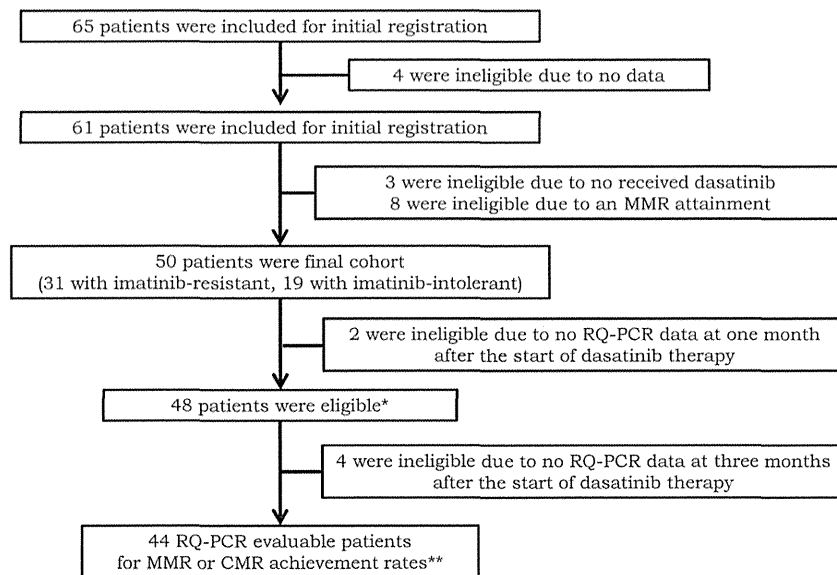 65 patients were included for initial registration
4 were ineligible due to no data
61 patients were included for initial registration
3 were ineligible due to no received dasatinib
8 were ineligible due to an MMR attainment
50 patients were final cohort
(31 with imatinib-resistant, 19 with imatinib-intolerant)
2 were ineligible due to no RQ-PCR data at one month
after the start of dasatinib therapy
48 patients were eligible*
4 were ineligible due to no RQ-PCR data at three months
after the start of dasatinib therapy
44 RQ-PCR evaluable patients
for MMR or CMR achievement rates**